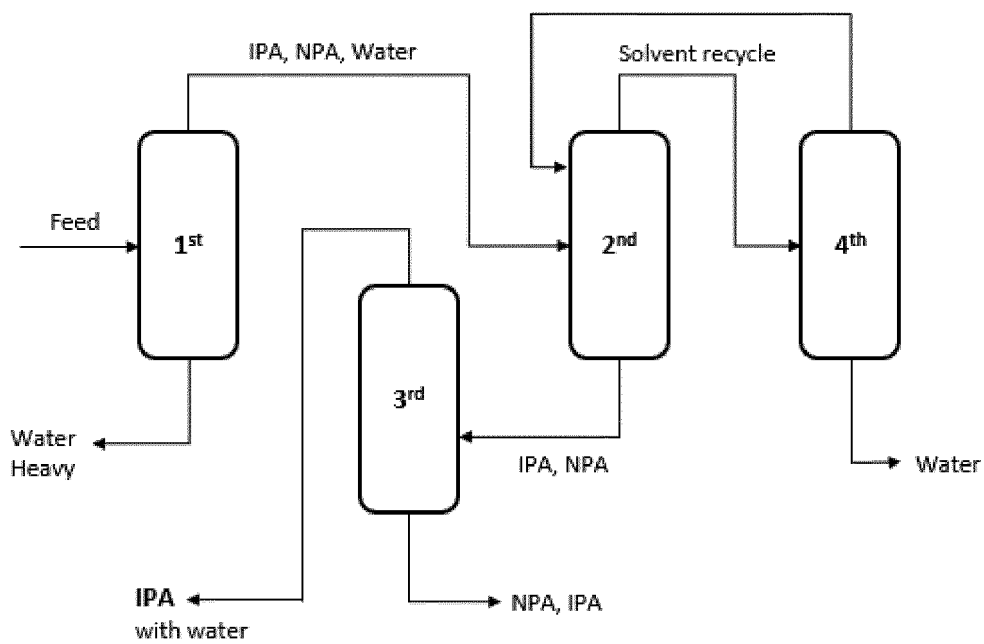 IPA, NPA, Water
Solvent recycle
Feed
1st
2nd
4th
3rd
Water
Heavy
IPA, NPA
Water
IPA
with water
NPA, IPA